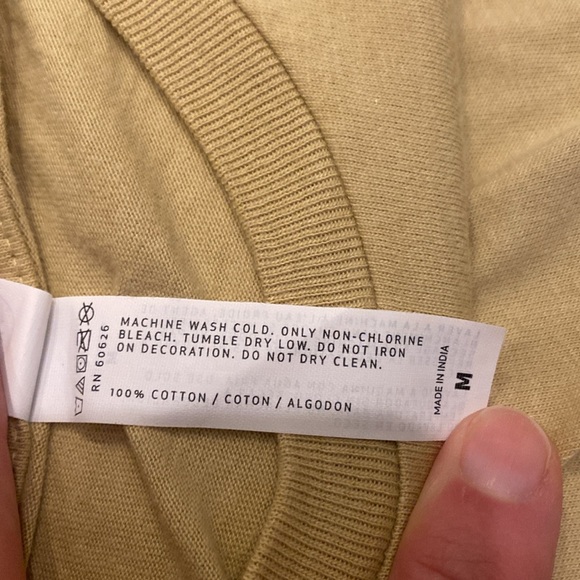 RN 60626
MACHINE WASH COLD. ONLY NON-CHLORINE
BLEACH. TUMBLE DRY LOW. DO NOT IRON
ON DECORATION. DO NOT DRY CLEAN.
100% COTTON / COTON / ALGODON
MADE IN INDIA
M